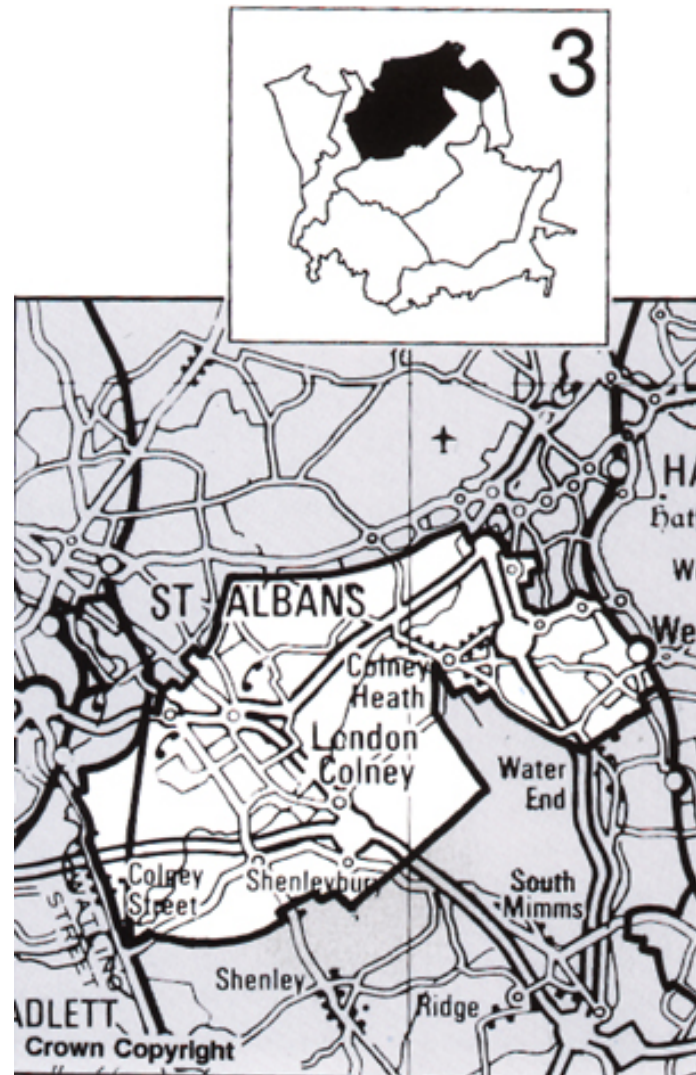 3
HA
Hat
W
ST ALBANS
We
Colney
Heath
London
Colney
Water
End
Colney
Street
Shenleybury
South
Mimms
WATLING
STREET
Shenley
Ridge
ADLETT
Crown Copyright